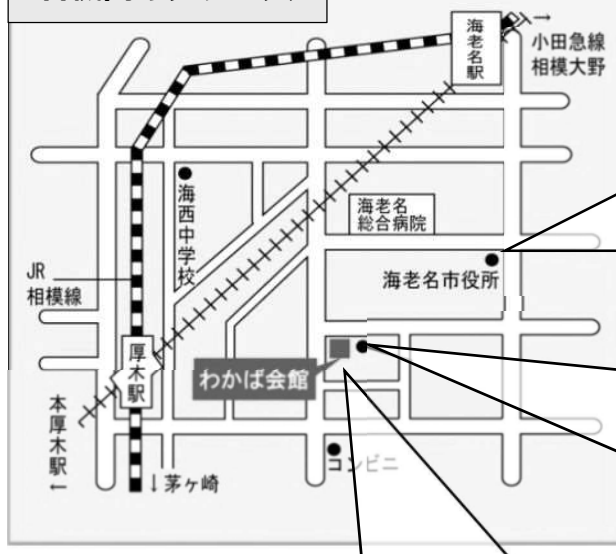 海老名駅
→
小田急線
相模大野
海西中学校
海老名
総合病院
海老名市役所
JR
相模線
厚木駅
わかば会館
本厚木駅
←
コンビニ
↓茅ヶ崎